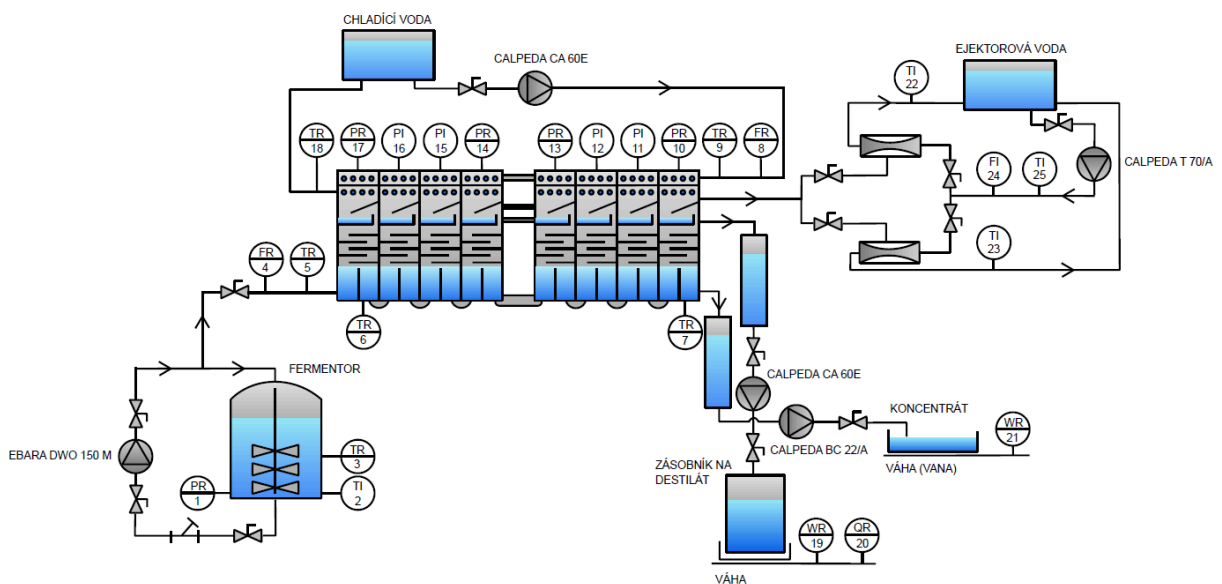 CHLADÍCÍ VODA
CALPEDA CA 60E
EJEKTOROVÁ VODA
TI
22
TR
18
PR
17
PI
16
PI
15
PR
14
PR
13
PI
12
PI
11
PR
10
TR
9
FR
8
FI
24
TI
25
CALPEDA T 70/A
TI
23
FR
4
TR
5
TR
6
TR
7
FERMENTOR
CALPEDA CA 60E
KONCENTRÁT
WR
21
EBARA DWO 150 M
TR
3
PR
1
TI
2
CALPEDA BC 22/A
VÁHA (VANA)
ZÁSOBNÍK NA
DESTILÁT
WR
19
QR
20
VÁHA